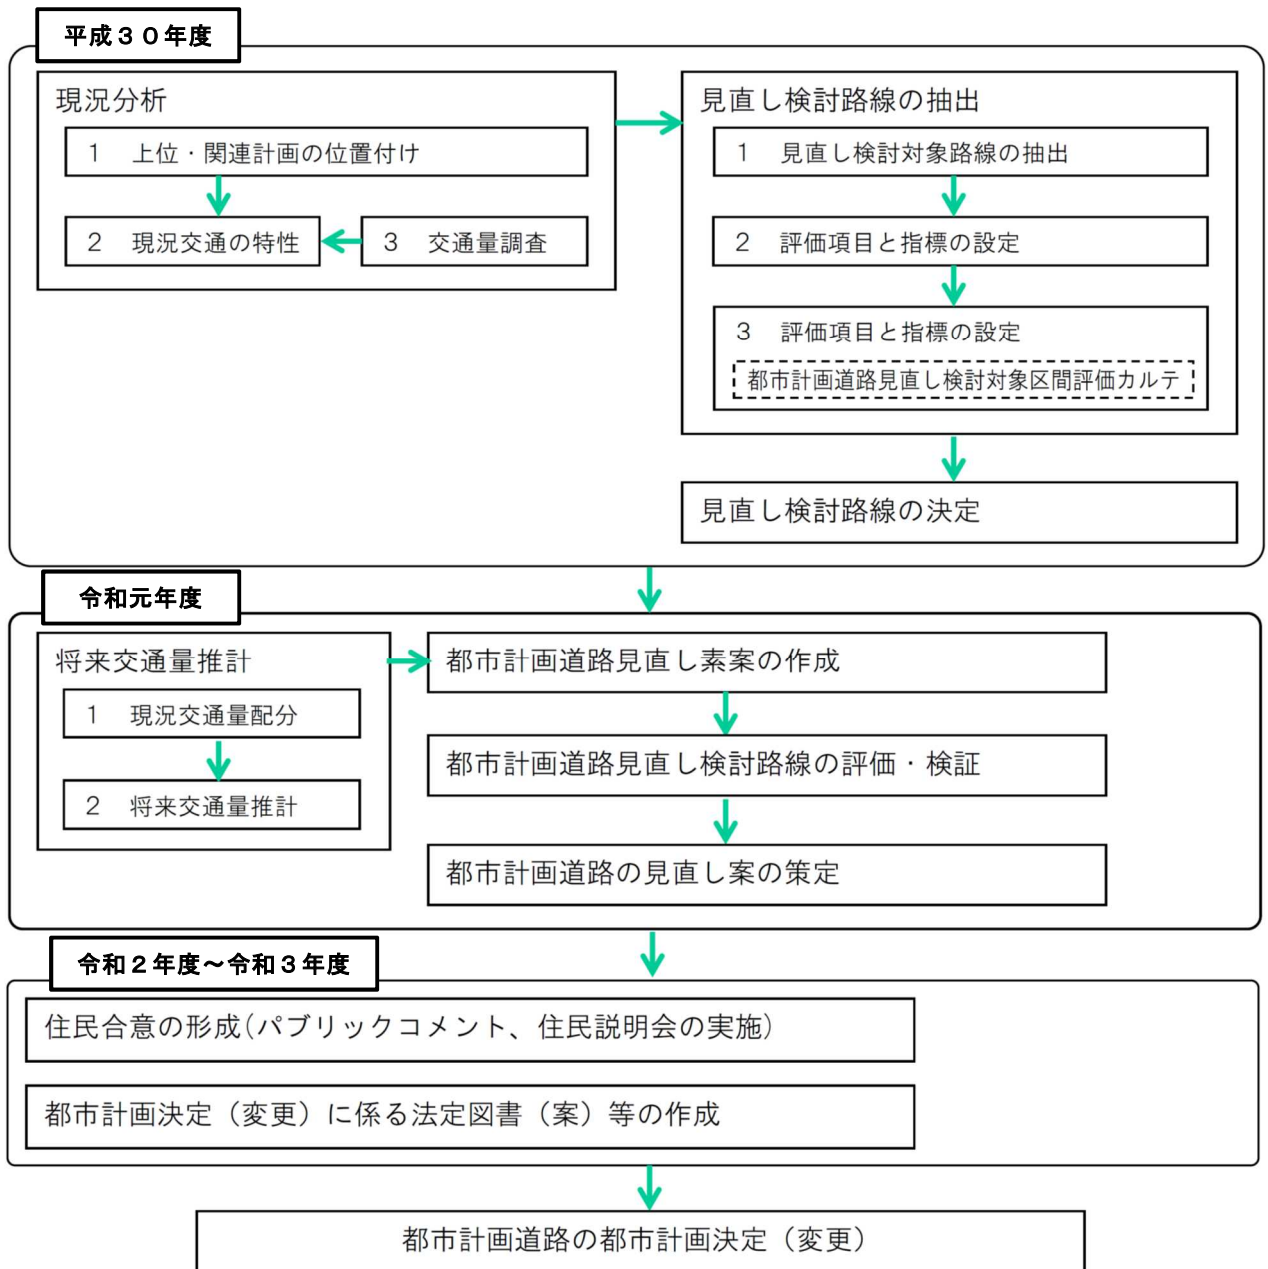 平成３０年度
現況分析
1　上位・関連計画の位置付け
2　現況交通の特性
3　交通量調査
見直し検討路線の抽出
1　見直し検討対象路線の抽出
2　評価項目と指標の設定
3　評価項目と指標の設定
都市計画道路見直し検討対象区間評価カルテ
見直し検討路線の決定
令和元年度
将来交通量推計
1　現況交通量配分
2　将来交通量推計
都市計画道路見直し素案の作成
都市計画道路見直し検討路線の評価・検証
都市計画道路の見直し案の策定
令和２年度～令和３年度
住民合意の形成(パブリックコメント、住民説明会の実施)
都市計画決定（変更）に係る法定図書（案）等の作成
都市計画道路の都市計画決定（変更）